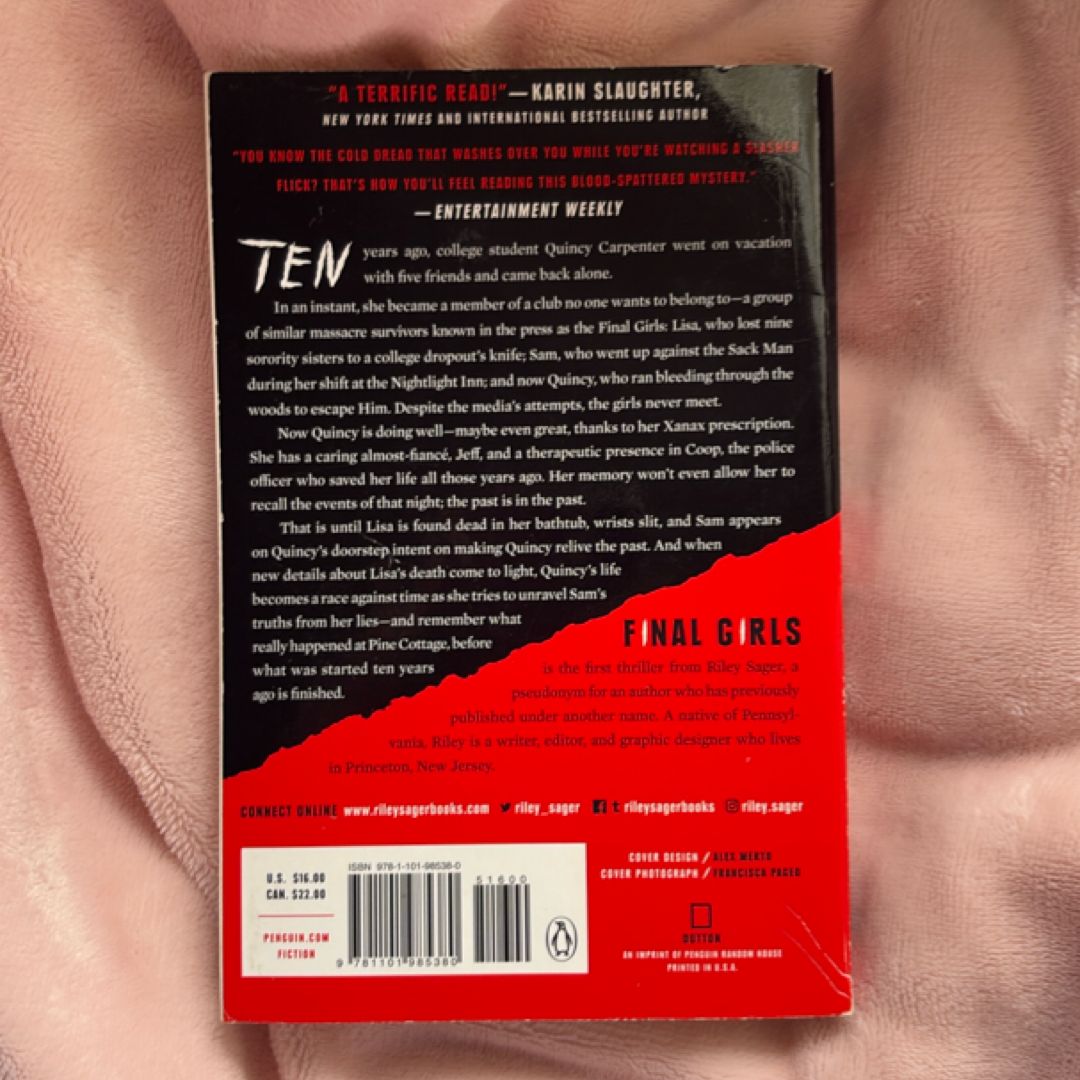 "A TERRIFIC READ!"—KARIN SLAUGHTER,
NEW YORK TIMES AND INTERNATIONAL BESTSELLING AUTHOR
"YOU KNOW THE COLD DREAD THAT WASHES OVER YOU WHILE YOU'RE WATCHING A SLASHER
FLICK? THAT'S HOW YOU'LL FEEL READING THIS BLOOD-SPATTERED MYSTERY."
—ENTERTAINMENT WEEKLY
TEN years ago, college student Quincy Carpenter went on vacation
with five friends and came back alone.
In an instant, she became a member of a club no one wants to belong to—a group
of similar massacre survivors known in the press as the Final Girls: Lisa, who lost nine
sorority sisters to a college dropout's knife; Sam, who went up against the Sack Man
during her shift at the Nightlight Inn; and now Quincy, who ran bleeding through the
woods to escape Him. Despite the media's attempts, the girls never meet.
Now Quincy is doing well—maybe even great, thanks to her Xanax prescription.
She has a caring almost-fiancé, Jeff, and a therapeutic presence in Coop, the police
officer who saved her life all those years ago. Her memory won't even allow her to
recall the events of that night; the past is in the past.
That is until Lisa is found dead in her bathtub, wrists slit, and Sam appears
on Quincy's doorstep intent on making Quincy relive the past. And when
new details about Lisa's death come to light, Quincy's life
becomes a race against time as she tries to unravel Sam's
truths from her lies—and remember what
really happened at Pine Cottage, before
what was started ten years
ago is finished.
FINAL GIRLS
is the first thriller from Riley Sager, a
pseudonym for an author who has previously
published under another name. A native of Pennsyl-
vania, Riley is a writer, editor, and graphic designer who lives
in Princeton, New Jersey.
CONNECT ONLINE www.rileysagerbooks.com riley_sager rileysagerbooks riley.sager
U.S. $16.00
CAN. $22.00
PENGUIN.COM
FICTION
ISBN 978-1-101-98538-0
51600
9 781101 985380
COVER DESIGN / ALEX MERTO
COVER PHOTOGRAPH / FRANCISCA PAGEO
DUTTON
AN IMPRINT OF PENGUIN RANDOM HOUSE
PRINTED IN U.S.A.